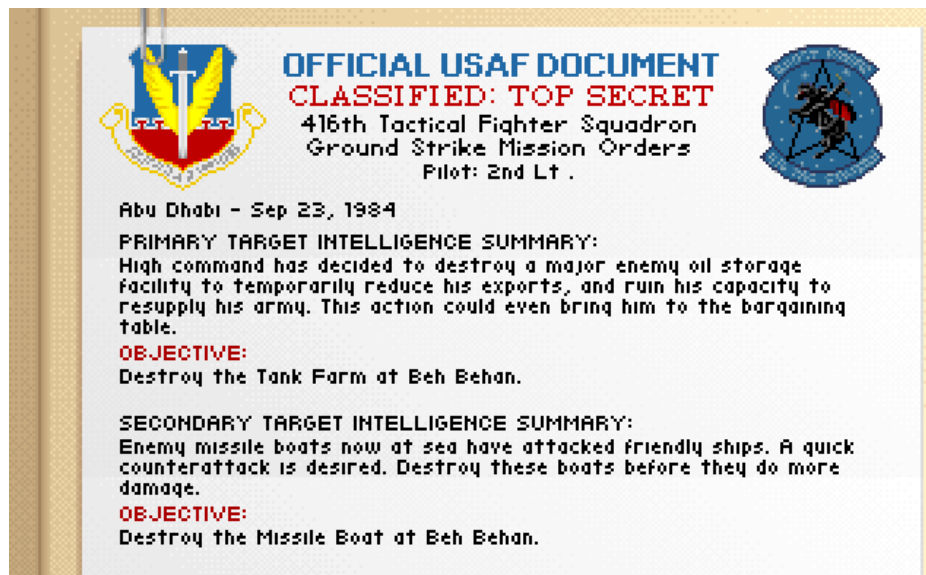 OFFICIAL USAF DOCUMENT
CLASSIFIED: TOP SECRET
416th Tactical Fighter Squadron
Ground Strike Mission Orders
Pilot: 2nd Lt .
Abu Dhabi - Sep 23, 1984
PRIMARY TARGET INTELLIGENCE SUMMARY:
High command has decided to destroy a major enemy oil storage
facility to temporarily reduce his exports, and ruin his capacity to
resupply his army. This action could even bring him to the bargaining
table.
OBJECTIVE:
Destroy the Tank Farm at Beh Behan.
SECONDARY TARGET INTELLIGENCE SUMMARY:
Enemy missile boats now at sea have attacked friendly ships. A quick
counterattack is desired. Destroy these boats before they do more
damage.
OBJECTIVE:
Destroy the Missile Boat at Beh Behan.